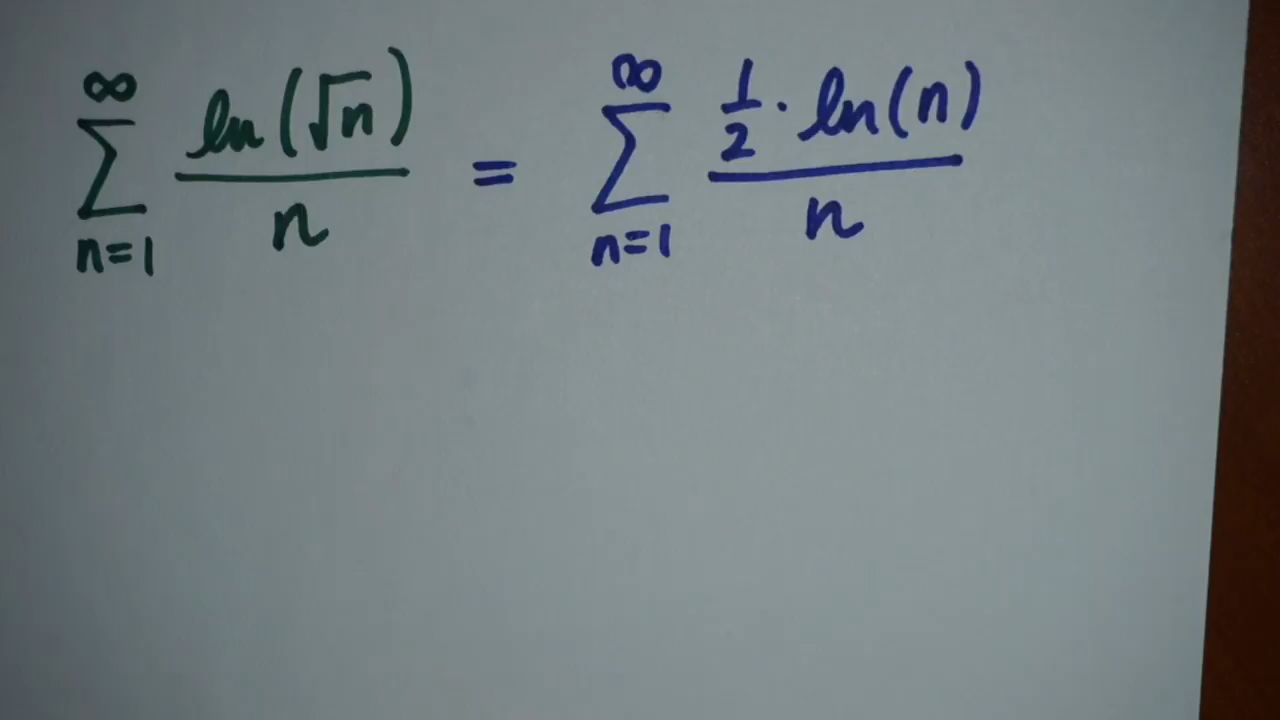 ∞ ∑ n=1 ln(√n) / n = ∞ ∑ n=1 1/2 · ln(n) / n